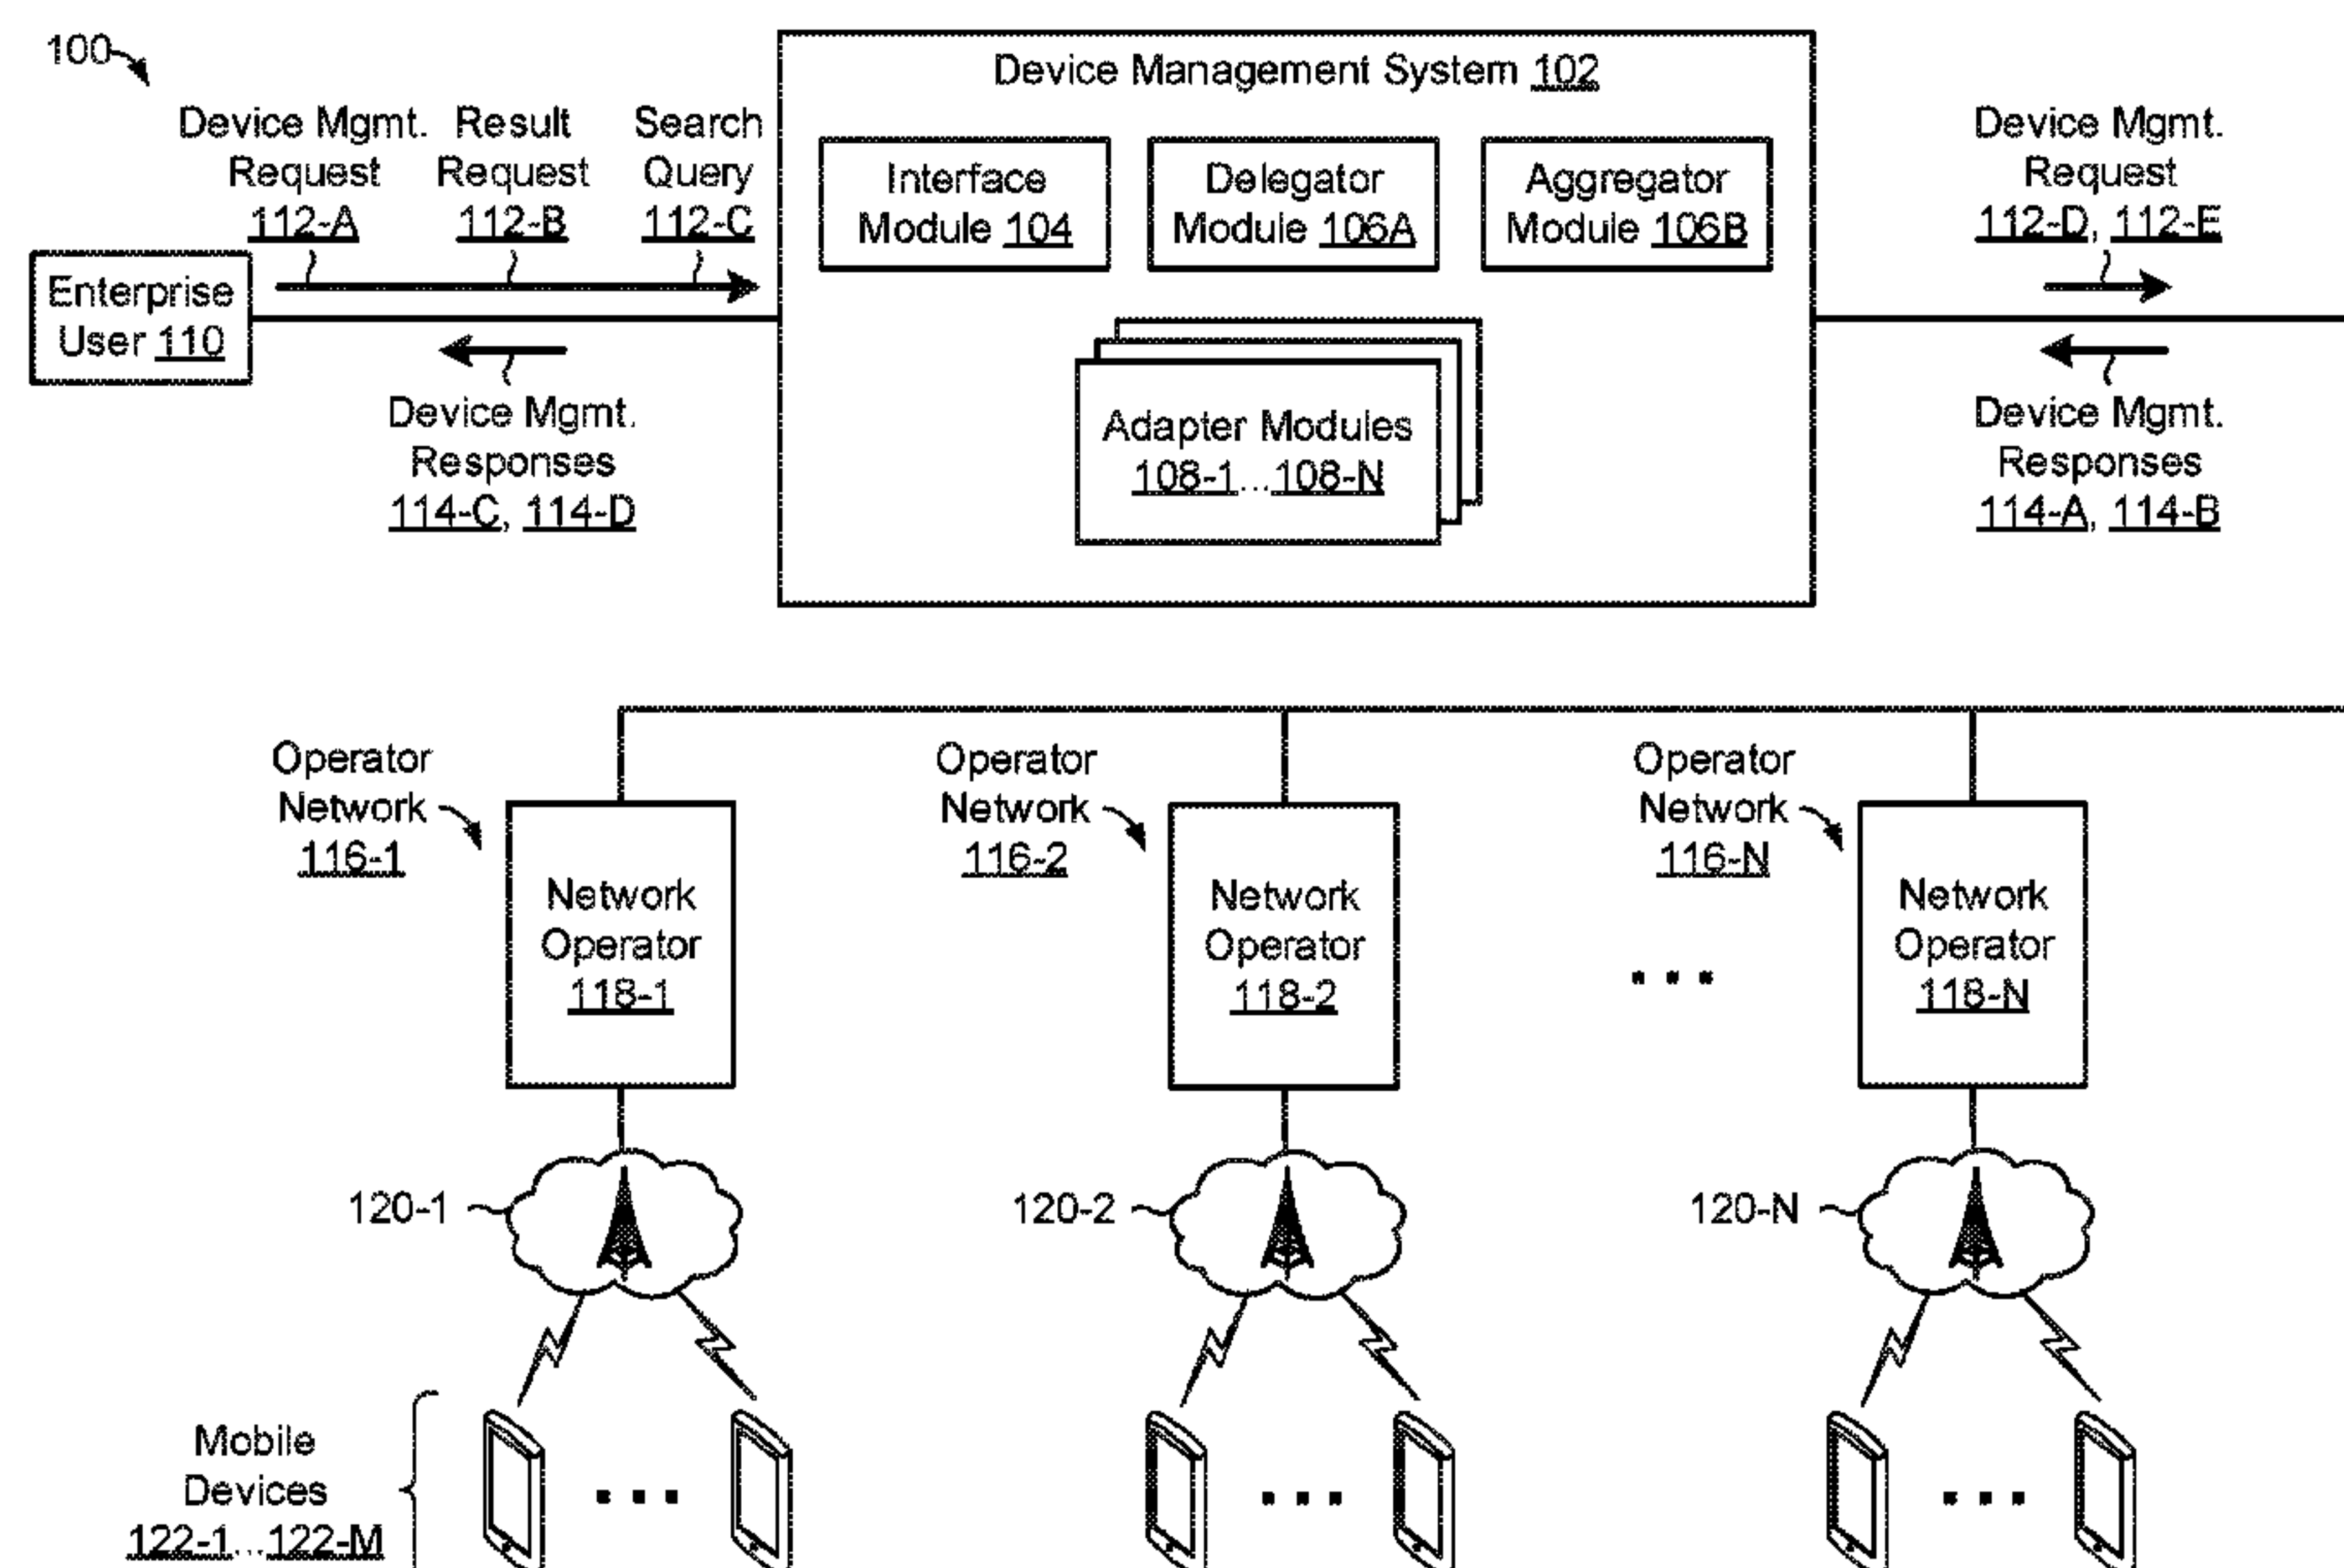 100
Device Management System 102
Device Mgmt. Request 112-A
Result Request 112-B
Search Query 112-C
Interface Module 104
Delegator Module 106A
Aggregator Module 106B
Device Mgmt. Request 112-D, 112-E
Enterprise User 110
Device Mgmt. Responses 114-C, 114-D
Adapter Modules 108-1...108-N
Device Mgmt. Responses 114-A, 114-B
Operator Network 116-1
Operator Network 116-2
Operator Network 116-N
Network Operator 118-1
Network Operator 118-2
...
Network Operator 118-N
120-1
120-2
120-N
Mobile Devices 122-1...122-M
...
...
...